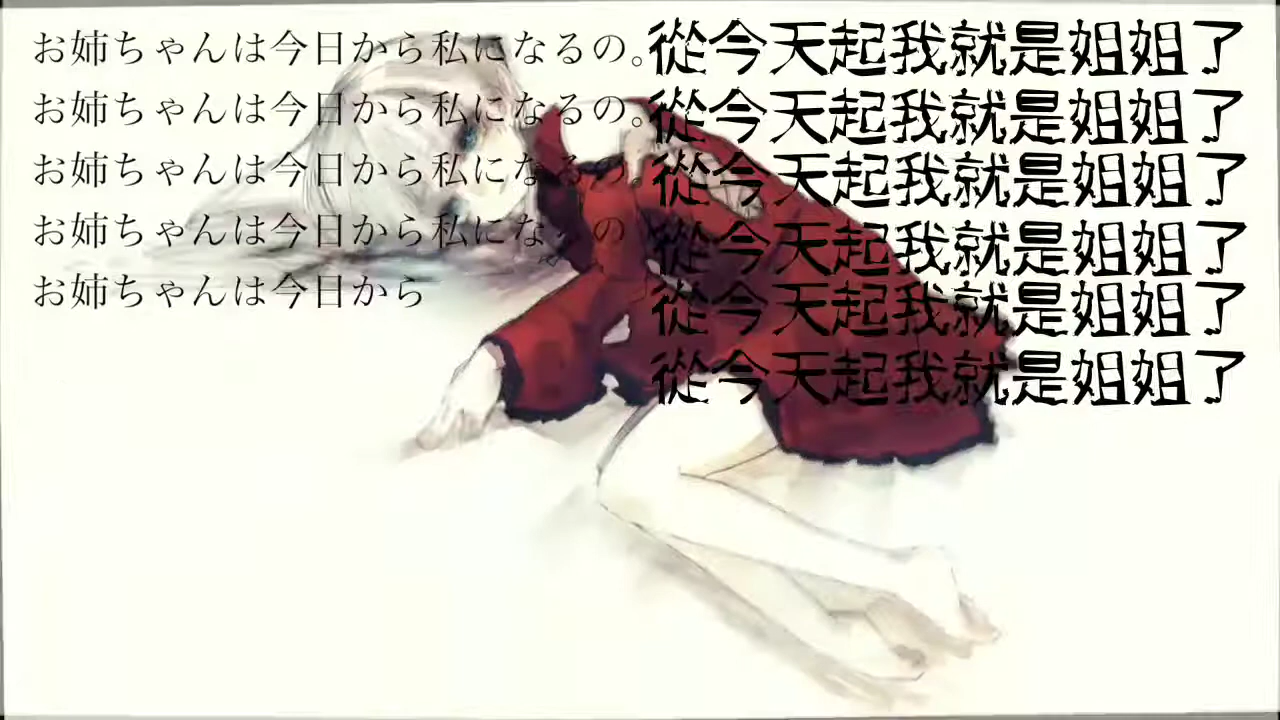 お姉ちゃんは今日から私になるの。
お姉ちゃんは今日から私になるの。
お姉ちゃんは今日から私になるの。
お姉ちゃんは今日から私になるの
お姉ちゃんは今日から
從今天起我就是姐姐了
從今天起我就是姐姐了
從今天起我就是姐姐了
從今天起我就是姐姐了
從今天起我就是姐姐了
從今天起我就是姐姐了